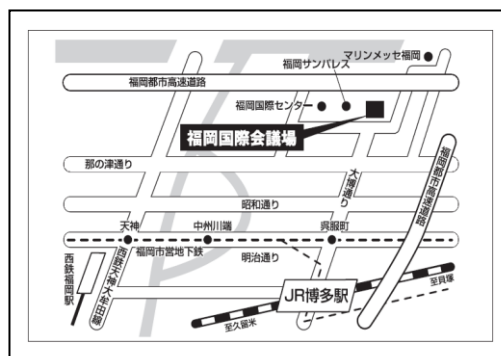 マリンメッセ福岡
福岡サンパレス
福岡都市高速道路
福岡国際センター
福岡国際会議場
那の津通り
大博通り
福岡都市高速道路
昭和通り
天神
中州川端
呉服町
福岡市営地下鉄
明治通り
西鉄福岡駅
西鉄天神大牟田線
JR博多駅
至久留米
至貝塚